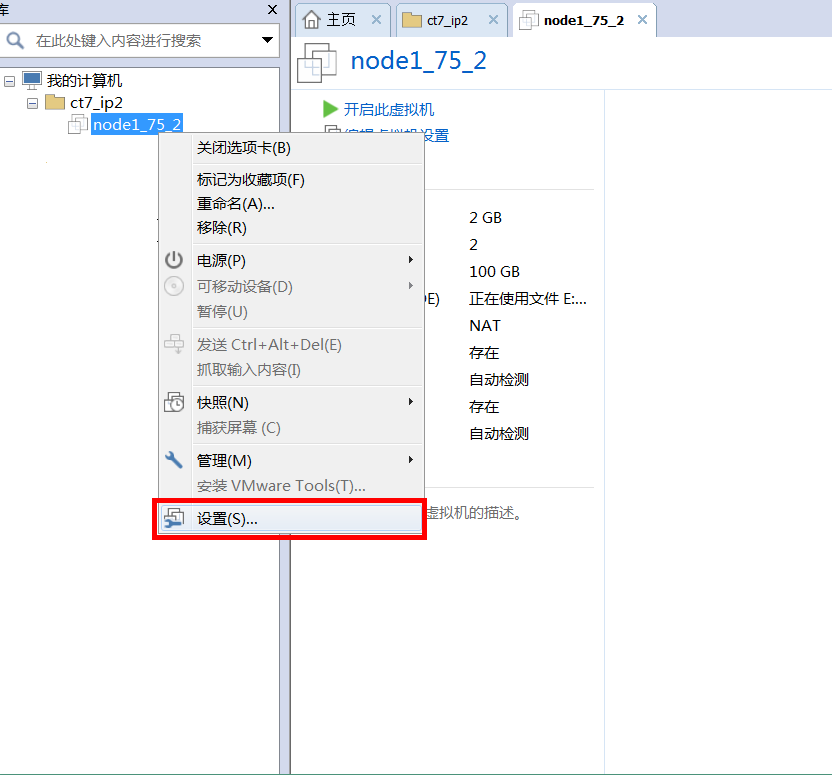 库
主页
ct7_ip2
node1_75_2
在此处键入内容进行搜索
node1_75_2
我的计算机
ct7_ip2
node1_75_2
开启此虚拟机
编辑虚拟机设置
关闭选项卡(B)
标记为收藏项(F)
重命名(A)...
移除(R)
电源(P)
可移动设备(D)
暂停(U)
发送 Ctrl+Alt+Del(E)
抓取输入内容(I)
快照(N)
捕获屏幕 (C)
管理(M)
安装 VMware Tools(T)...
设置(S)...
2 GB
2
100 GB
DE) 正在使用文件 E:...
NAT
存在
自动检测
存在
自动检测
虚拟机的描述。